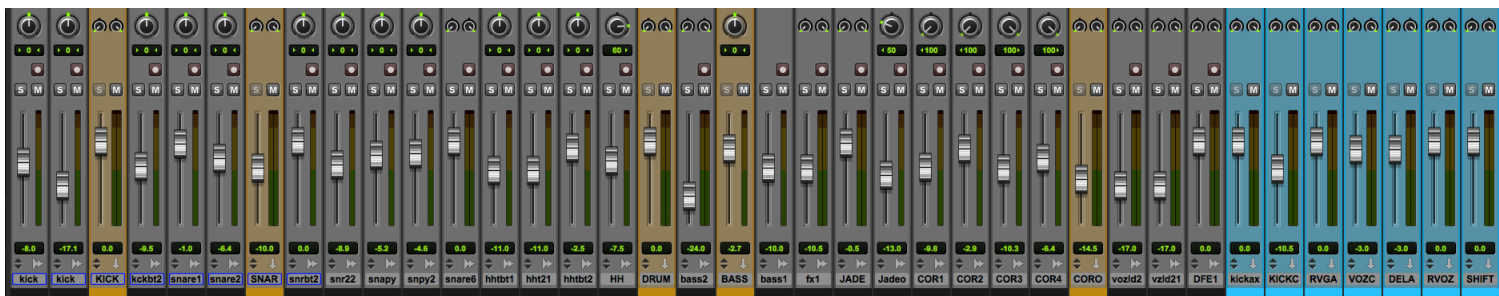 0 0 0 0 0 0 0 0 0 0 0 0 60 0 50 100 100 100 100
S M S M S M S M S M S M S M S M S M S M S M S M S M S M S M S M S M S M S M S M S M S M S M S M S M S M S M S M S M S M S M S M S M S M S M S M S M S M
-8.0 -17.1 0.0 -9.5 -1.0 -6.4 -10.0 0.0 -8.9 -5.2 -4.6 0.0 -11.0 -11.0 -2.5 -7.5 0.0 -24.0 -2.7 -10.0 -10.5 -0.5 -13.0 -9.8 -2.9 -10.3 -6.4 -14.5 -17.0 -17.0 0.0 0.0 -10.5 0.0 -3.0 -3.0 0.0 0.0
kick kick KICK kckbt2 snare1 snare2 SNAR snrbt2 snr22 snapy snpy2 snare6 hhtbt1 hht21 hhtbt2 HH DRUM bass2 BASS bass1 fx1 JADE Jadeo COR1 COR2 COR3 COR4 CORO vozld2 vzld21 DFE1 kickax KICKC RVGA VOZC DELA RVOZ SHIFT